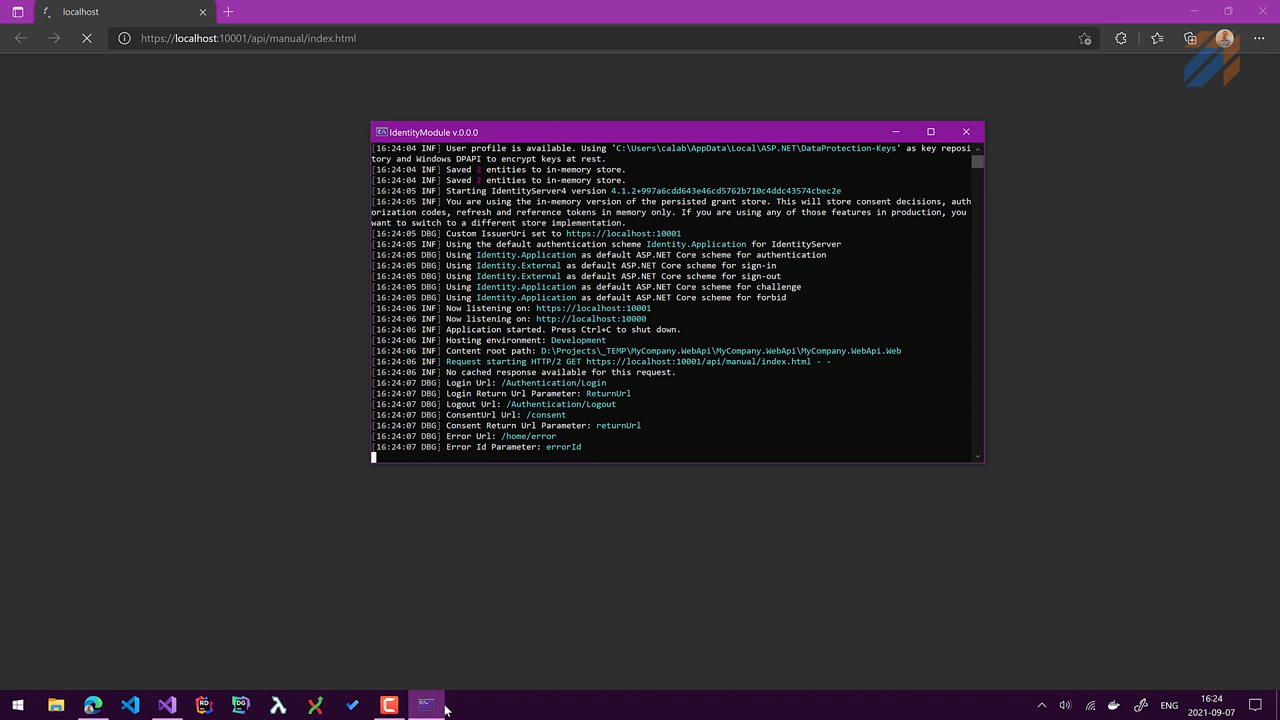 localhost
https://localhost:10001/api/manual/index.html
IdentityModule v.0.0.0
[16:24:04 INF] User profile is available. Using 'C:\Users\calab\AppData\Local\ASP.NET\DataProtection-Keys' as key reposi
tory and Windows DPAPI to encrypt keys at rest.
[16:24:04 INF] Saved 2 entities to in-memory store.
[16:24:04 INF] Saved 2 entities to in-memory store.
[16:24:05 INF] Starting IdentityServer4 version 4.1.2+997a6cdd643e46cd5762b710c4ddc43574cbec2e
[16:24:05 INF] You are using the in-memory version of the persisted grant store. This will store consent decisions, auth
orization codes, refresh and reference tokens in memory only. If you are using any of those features in production, you
want to switch to a different store implementation.
[16:24:05 DBG] Custom IssuerUri set to https://localhost:10001
[16:24:05 INF] Using the default authentication scheme Identity.Application for IdentityServer
[16:24:05 DBG] Using Identity.Application as default ASP.NET Core scheme for authentication
[16:24:05 DBG] Using Identity.External as default ASP.NET Core scheme for sign-in
[16:24:05 DBG] Using Identity.External as default ASP.NET Core scheme for sign-out
[16:24:05 DBG] Using Identity.Application as default ASP.NET Core scheme for challenge
[16:24:05 DBG] Using Identity.Application as default ASP.NET Core scheme for forbid
[16:24:06 INF] Now listening on: https://localhost:10001
[16:24:06 INF] Now listening on: http://localhost:10000
[16:24:06 INF] Application started. Press Ctrl+C to shut down.
[16:24:06 INF] Hosting environment: Development
[16:24:06 INF] Content root path: D:\Projects\_TEMP\MyCompany.WebApi\MyCompany.WebApi\MyCompany.WebApi.Web
[16:24:06 INF] Request starting HTTP/2 GET https://localhost:10001/api/manual/index.html - -
[16:24:06 INF] No cached response available for this request.
[16:24:07 DBG] Login Url: /Authentication/Login
[16:24:07 DBG] Login Return Url Parameter: ReturnUrl
[16:24:07 DBG] Logout Url: /Authentication/Logout
[16:24:07 DBG] ConsentUrl Url: /consent
[16:24:07 DBG] Consent Return Url Parameter: returnUrl
[16:24:07 DBG] Error Url: /home/error
[16:24:07 DBG] Error Id Parameter: errorId
RD
DG
C
ENG
16:24
2021-09-07